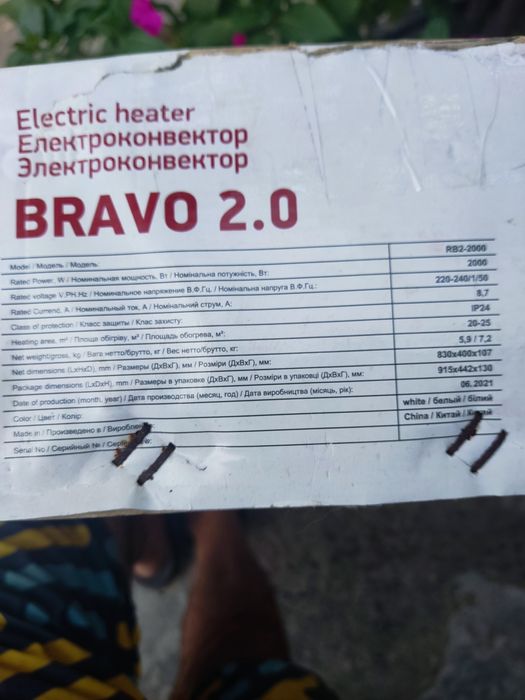 Electric heater
Електроконвектор
Электроконвектор
BRAVO 2.0
Model / Модель / Модель: RB2-2000
Rated Power, W / Номинальная мощность, Вт / Номінальна потужність, Вт: 2000
Rated voltage V.PH.Hz / Номинальное напряжение В.Ф.Гц / Номінальна напруга В.Ф.Гц.: 220-240/1/50
Rated Current, A / Номинальный ток, А / Номінальний струм, А: 8,7
Class of protection / Класс защиты / Клас захисту: IP24
Heating area, m² / Площа обігріву, м² / Площадь обогрева, м²: 20-25
Net weight/gross, kg / Вага нетто/брутто, кг / Вес нетто/брутто, кг: 5,9 / 7,2
Net dimensions (LxHxD), mm / Размеры (ДхВхГ), мм / Розміри (ДхВхГ), мм: 830x400x107
Package dimensions (LxDxH), mm / Размеры в упаковке (ДхВхГ), мм / Розміри в упаковці (ДхВхГ), мм: 915x442x130
Date of production (month, year) / Дата производства (месяц, год) / Дата виробництва (місяць, рік): 06.2021
Color / Цвет / Колір: white / белый / білий
Made in / Произведено в / Вироблен China / Китай / Китай
Serial No / Серийный № /